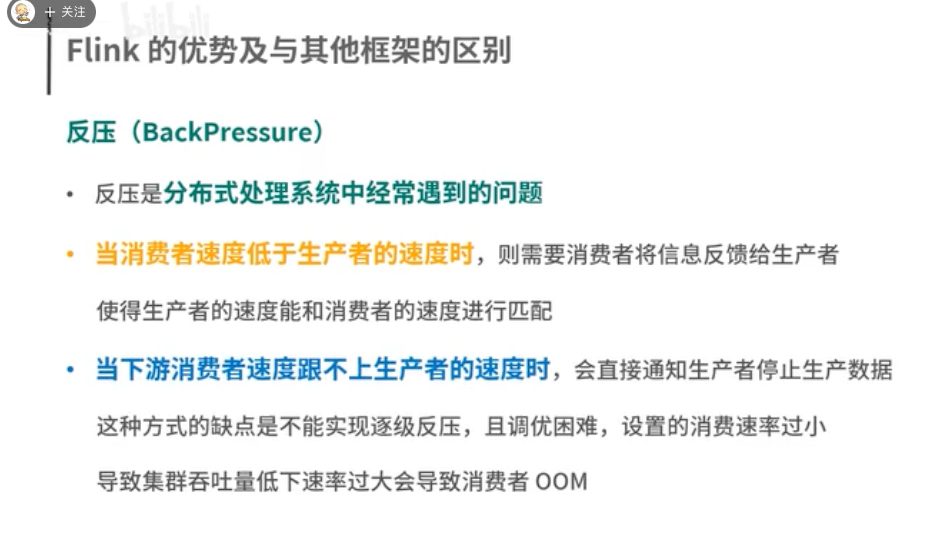 + 关注
bilibili
Flink 的优势及与其他框架的区别
反压（BackPressure）
• 反压是分布式处理系统中经常遇到的问题
• 当消费者速度低于生产者的速度时，则需要消费者将信息反馈给生产者
使得生产者的速度能和消费者的速度进行匹配
• 当下游消费者速度跟不上生产者的速度时，会直接通知生产者停止生产数据
这种方式的缺点是不能实现逐级反压，且调优困难，设置的消费速率过小
导致集群吞吐量低下速率过大会导致消费者 OOM